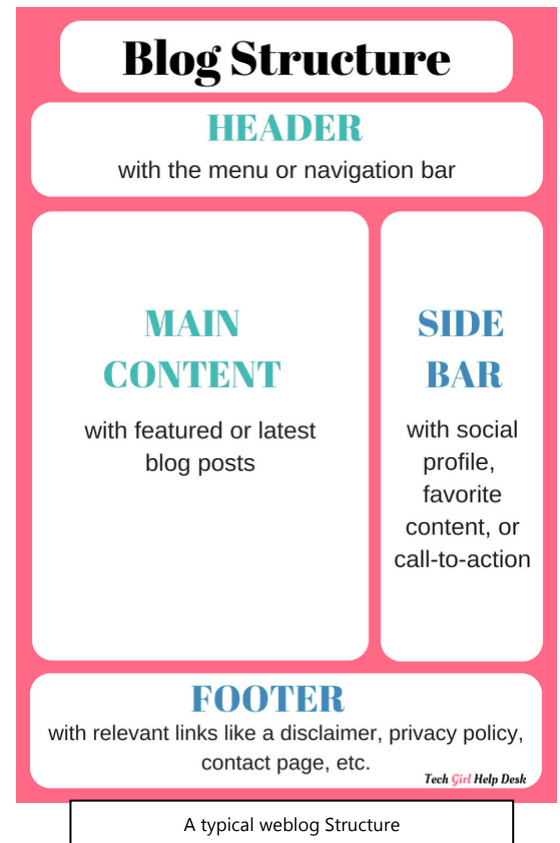 Blog Structure
HEADER
with the menu or navigation bar
MAIN
CONTENT
with featured or latest
blog posts
SIDE
BAR
with social
profile,
favorite
content, or
call-to-action
FOOTER
with relevant links like a disclaimer, privacy policy,
contact page, etc.
Tech Girl Help Desk
A typical weblog Structure